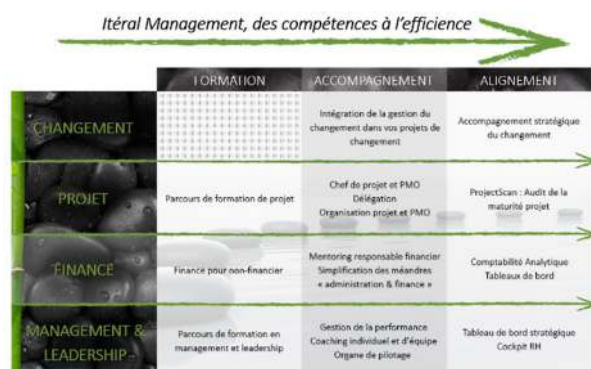 Itéral Management, des compétences à l'efficience
FORMATION
ACCOMPAGNEMENT
ALIGNEMENT
CHANGEMENT
Intégration de la gestion du
changement dans vos projets de
changement
Accompagnement stratégique
du changement
PROJET
Parcours de formation de projet
Chef de projet et PMO
Délégation
Organisation projet et PMO
ProjectScan : Audit de la
maturité projet
FINANCE
Finance pour non-financier
Mentoring responsable financier
Simplification des méandres
« administration & finance »
Comptabilité Analytique
Tableaux de bord
MANAGEMENT &
LEADERSHIP
Parcours de formation en
management et leadership
Gestion de la performance
Coaching individuel et d'équipe
Organe de pilotage
Tableau de bord stratégique
Cockpit RH